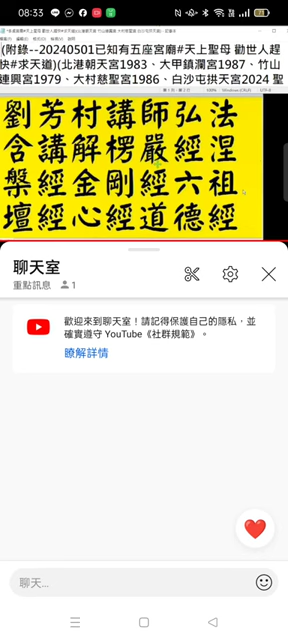 08:33
(附錄--20240501已知有五座宮廟#天上聖母 勸世人趕
快#求天道)(北港朝天宮1983、大甲鎮瀾宮1987、竹山
連興宮1979、大村慈聖宮1986、白沙屯拱天宮2024 聖
劉芳村講師弘法
含講解楞嚴經涅
槃經金剛經六祖
壇經心經道德經
聊天室
重點訊息 1
歡迎來到聊天室!請記得保護自己的隱私,並
確實遵守 YouTube《社群規範》。
瞭解詳情
聊天...